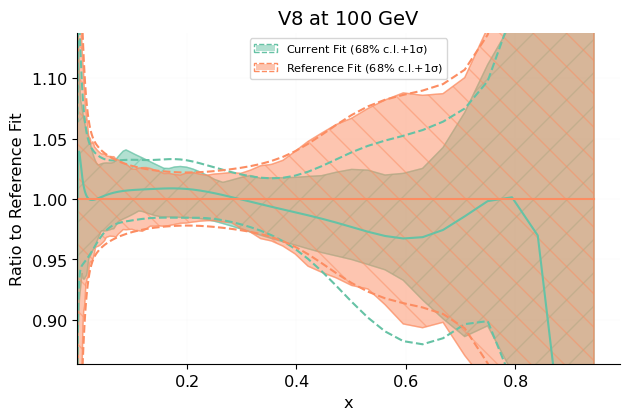 V8 at 100 GeV
Current Fit (68% c.l.+1σ)
Reference Fit (68% c.l.+1σ)
Ratio to Reference Fit
1.10
1.05
1.00
0.95
0.90
0.2 0.4 0.6 0.8
x